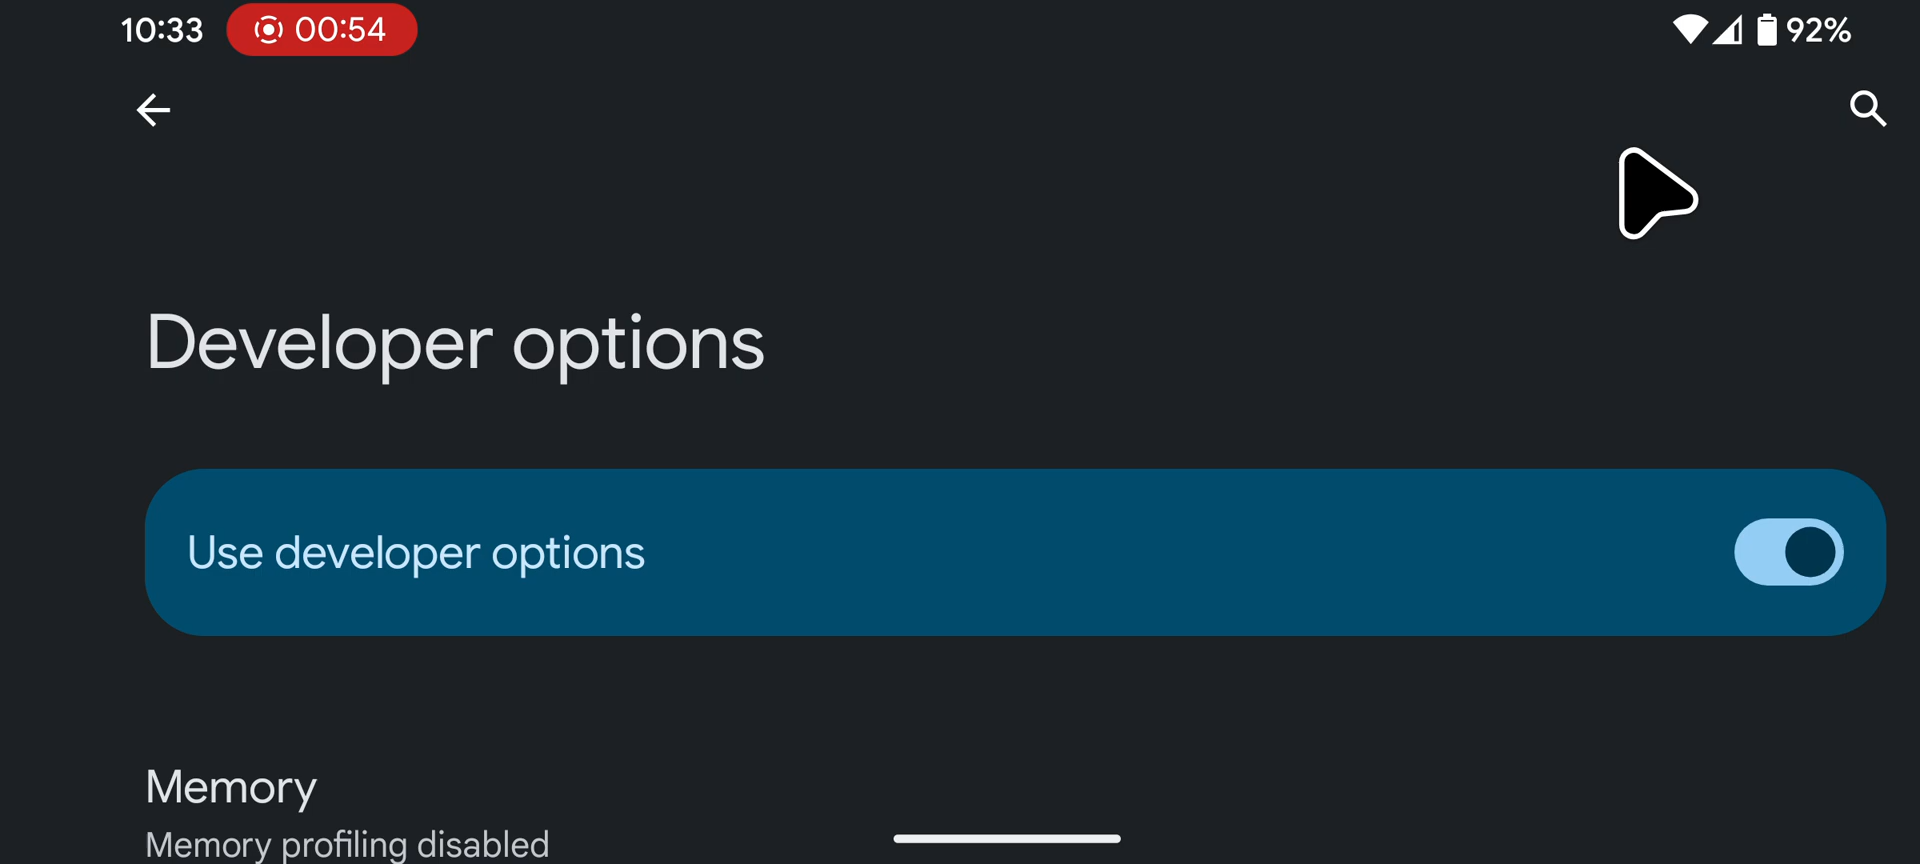 10:33 00:54 92%
Developer options
Use developer options
Memory
Memory profiling disabled